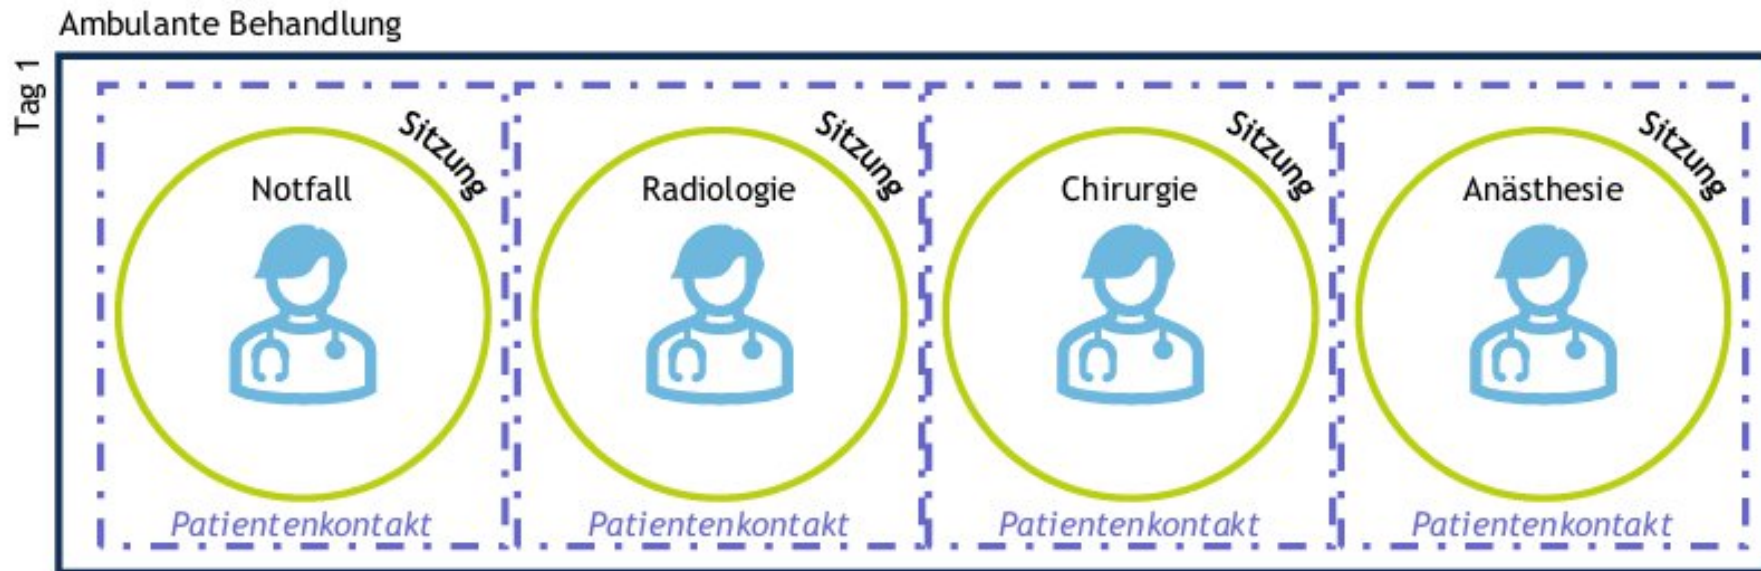 Ambulante Behandlung
Tag 1
Sitzung
Notfall
Patientenkontakt
Sitzung
Radiologie
Patientenkontakt
Sitzung
Chirurgie
Patientenkontakt
Sitzung
Anästhesie
Patientenkontakt